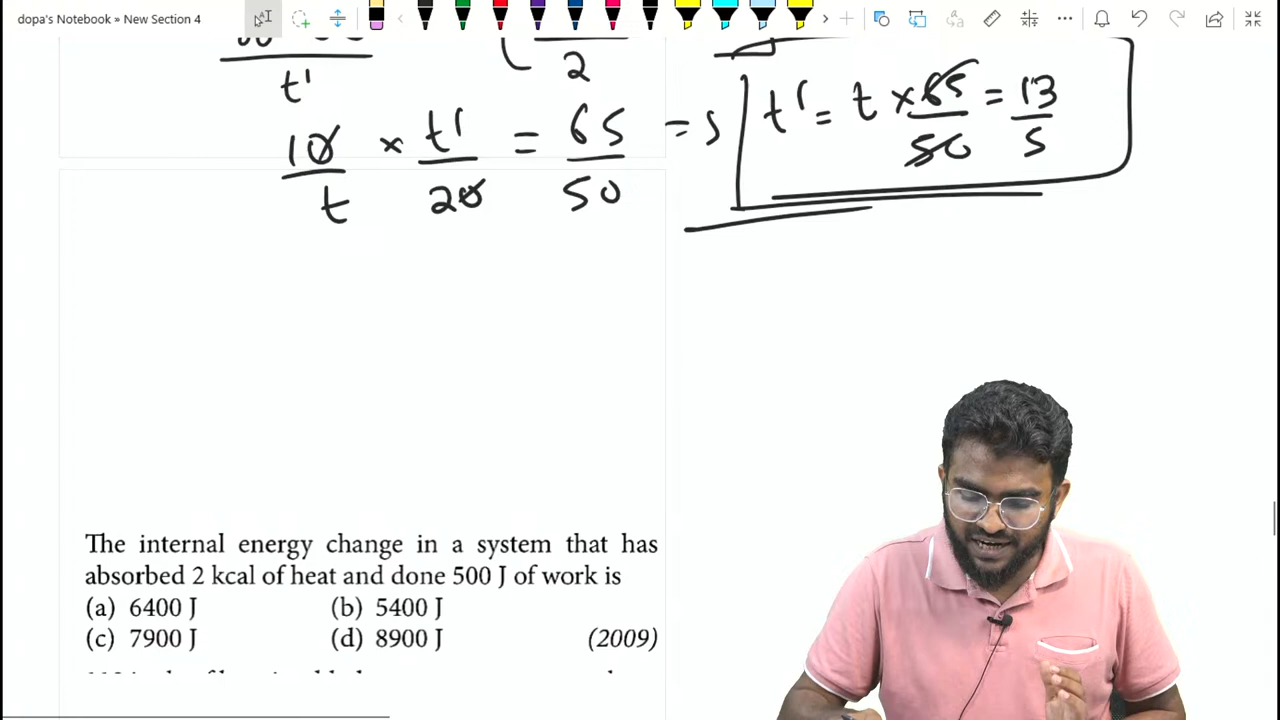 dopa's Notebook » New Section 4
t'
2
10/t × t'/20 = 65/50
t' = t × 65/50 = 13/5
The internal energy change in a system that has
absorbed 2 kcal of heat and done 500 J of work is
(a) 6400 J (b) 5400 J
(c) 7900 J (d) 8900 J (2009)